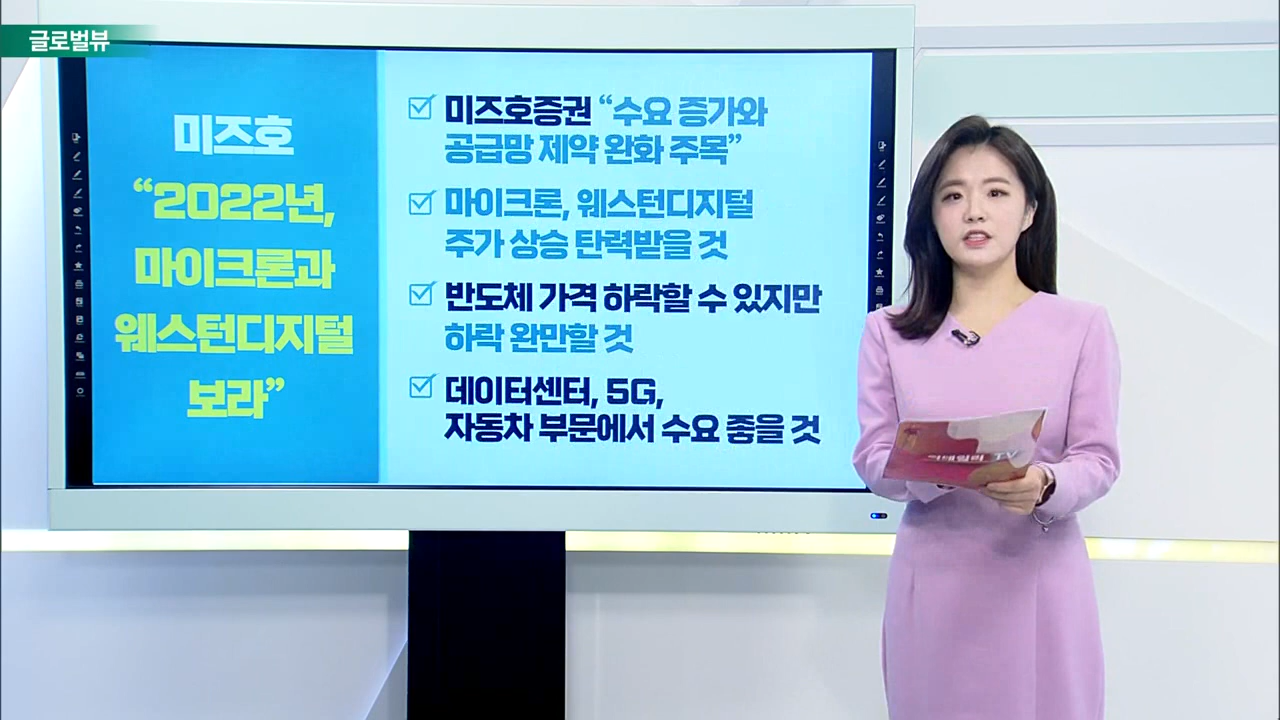 글로벌뷰
미즈호
“2022년,
마이크론과
웨스턴디지털
보라”
미즈호증권 “수요 증가와
공급망 제약 완화 주목”
마이크론, 웨스턴디지털
주가 상승 탄력받을 것
반도체 가격 하락할 수 있지만
하락 완만할 것
데이터센터, 5G,
자동차 부문에서 수요 좋을 것
이데일리 TV